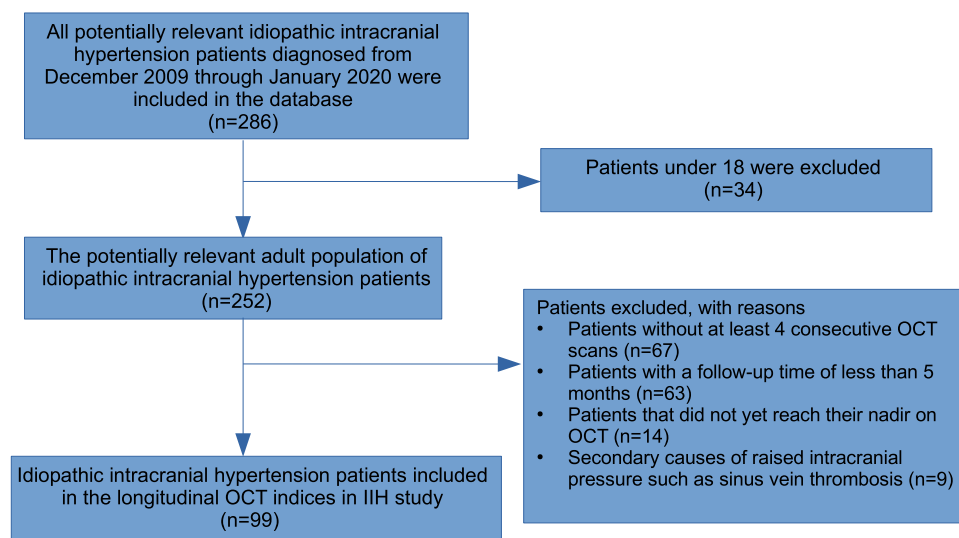 All potentially relevant idiopathic intracranial
hypertension patients diagnosed from
December 2009 through January 2020 were
included in the database
(n=286)
Patients under 18 were excluded
(n=34)
The potentially relevant adult population of
idiopathic intracranial hypertension patients
(n=252)
Patients excluded, with reasons
• Patients without at least 4 consecutive OCT
scans (n=67)
• Patients with a follow-up time of less than 5
months (n=63)
• Patients that did not yet reach their nadir on
OCT (n=14)
• Secondary causes of raised intracranial
pressure such as sinus vein thrombosis (n=9)
Idiopathic intracranial hypertension patients included
in the longitudinal OCT indices in IIH study
(n=99)